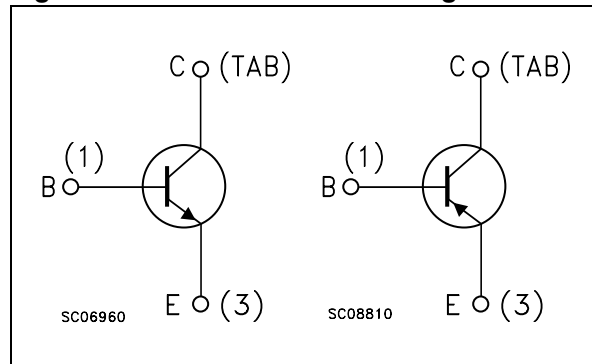 C (TAB) C (TAB)
(1) (1)
B B
E (3) E (3)
SC06960 SC08810